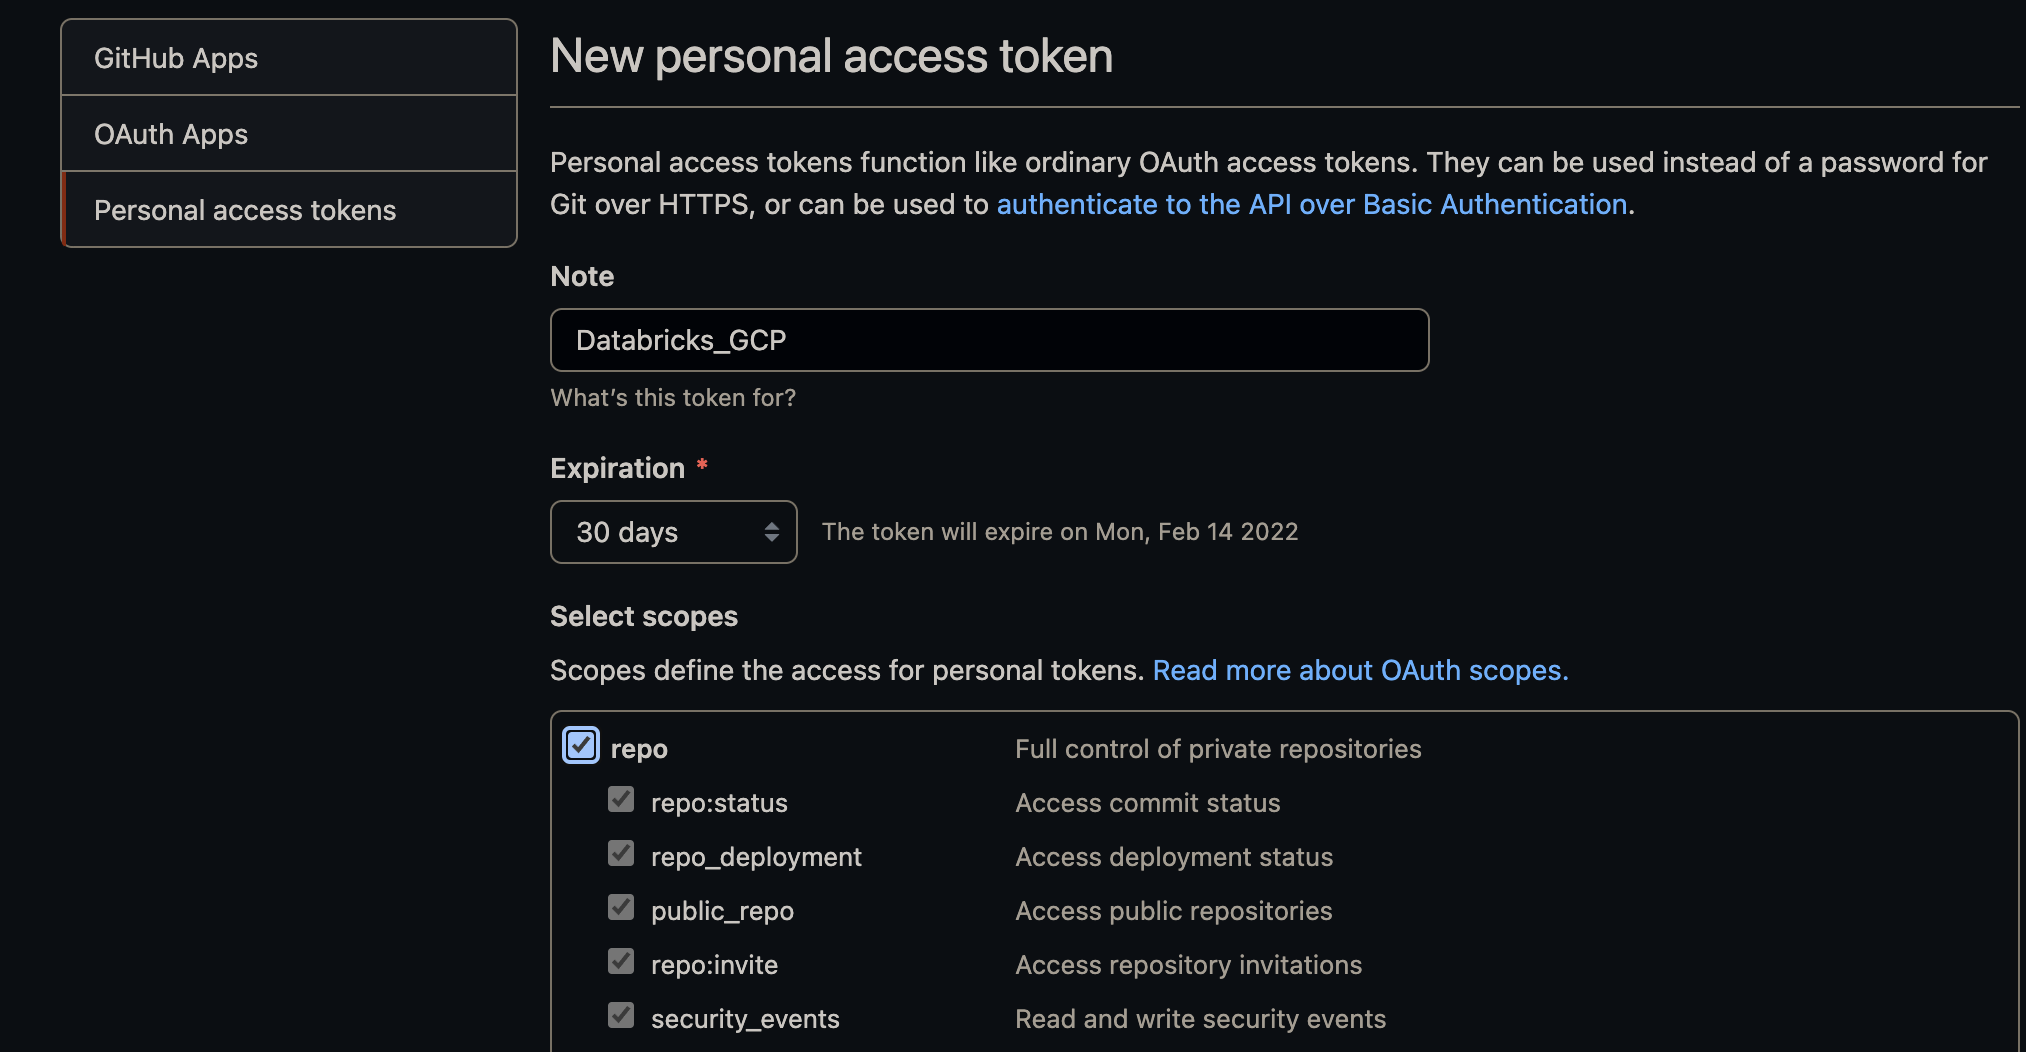 GitHub Apps
OAuth Apps
Personal access tokens
New personal access token
Personal access tokens function like ordinary OAuth access tokens. They can be used instead of a password for
Git over HTTPS, or can be used to authenticate to the API over Basic Authentication.
Note
Databricks_GCP
What’s this token for?
Expiration *
30 days The token will expire on Mon, Feb 14 2022
Select scopes
Scopes define the access for personal tokens. Read more about OAuth scopes.
repo Full control of private repositories
repo:status Access commit status
repo_deployment Access deployment status
public_repo Access public repositories
repo:invite Access repository invitations
security_events Read and write security events